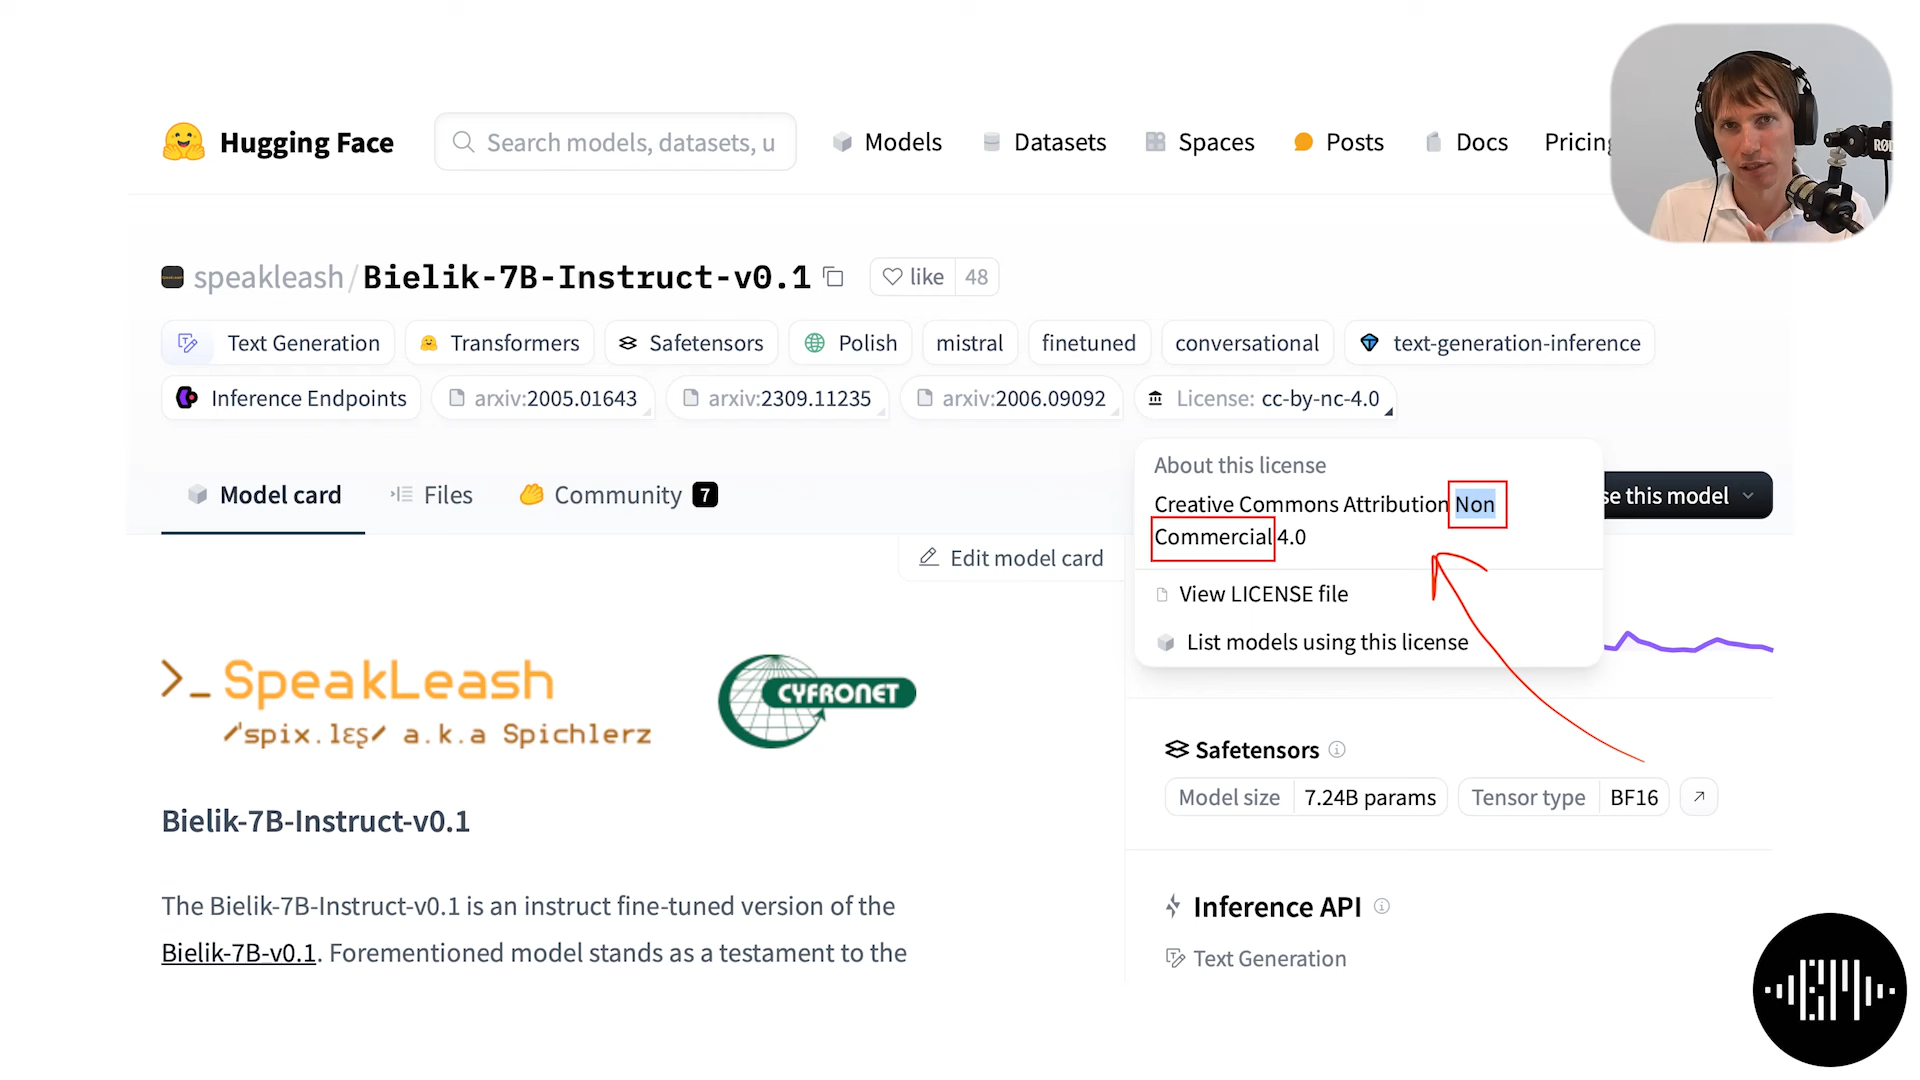 Hugging Face
Search models, datasets, u
Models
Datasets
Spaces
Posts
Docs
Pricing
RØD
speakleash/Bielik-7B-Instruct-v0.1
like 48
Text Generation
Transformers
Safetensors
Polish
mistral
finetuned
conversational
text-generation-inference
Inference Endpoints
arxiv:2005.01643
arxiv:2309.11235
arxiv:2006.09092
License: cc-by-nc-4.0
Model card
Files
Community 7
se this model
About this license
Creative Commons Attribution Non
Commercial 4.0
View LICENSE file
List models using this license
Edit model card
>_ SpeakLeash
/ˈspix.lɛʂ/ a.k.a Spichlerz
CYFRONET
Safetensors
Model size 7.24B params
Tensor type BF16
Bielik-7B-Instruct-v0.1
The Bielik-7B-Instruct-v0.1 is an instruct fine-tuned version of the
Bielik-7B-v0.1. Forementioned model stands as a testament to the
Inference API
Text Generation